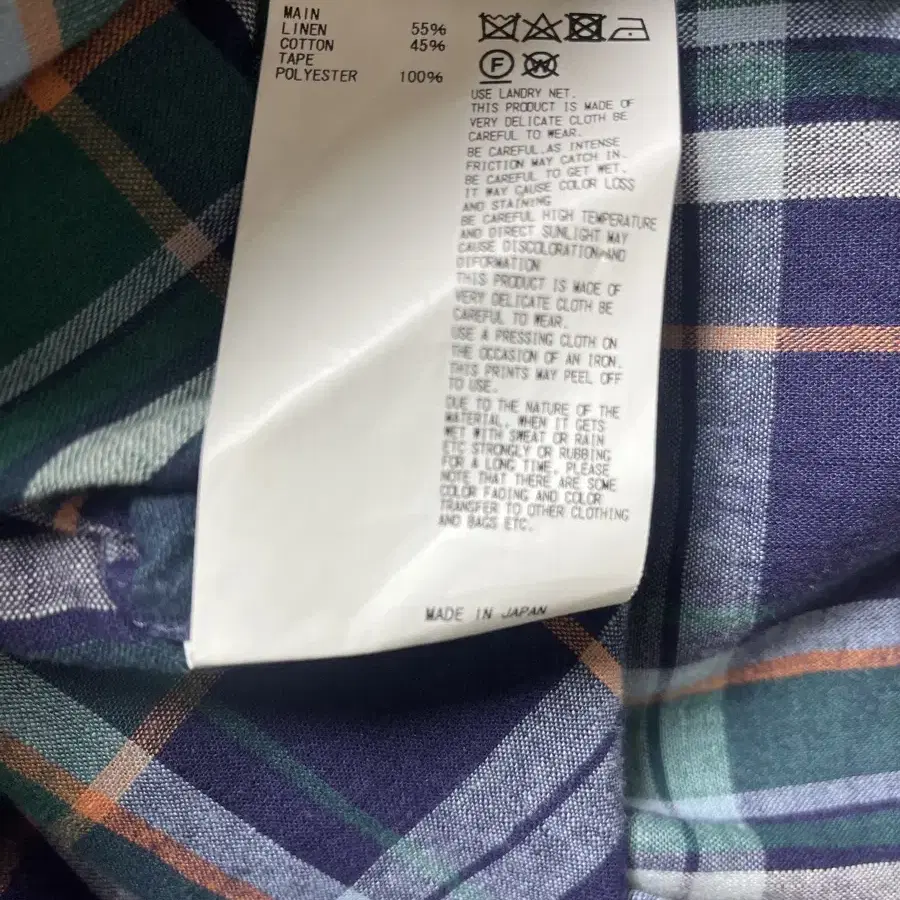 MAIN
LINEN 55%
COTTON 45%
TAPE
POLYESTER 100%
F
W
USE LANDRY NET.
THIS PRODUCT IS MADE OF
VERY DELICATE CLOTH BE
CAREFUL TO WEAR.
BE CAREFUL.AS INTENSE
FRICTION MAY CATCH IN.
BE CAREFUL TO GET WET.
IT MAY CAUSE COLOR LOSS
AND STAINING
BE CAREFUL HIGH TEMPERATURE
AND DIRECT SUNLIGHT MAY
CAUSE DISCOLORATION AND
DIFORMATION
THIS PRODUCT IS MADE OF
VERY DELICATE CLOTH BE
CAREFUL TO WEAR.
USE A PRESSING CLOTH ON
THE OCCASION OF AN IRON.
THIS PRINTS MAY PEEL OFF
TO USE.
DUE TO THE NATURE OF THE
MATERIAL, WHEN IT GETS
WET WITH SWEAT OR RAIN
ETC STRONGLY OR RUBBING
FOR A LONG TIME, PLEASE
NOTE THAT THERE ARE SOME
COLOR FADING AND COLOR
TRANSFER TO OTHER CLOTHING
AND BAGS ETC.
MADE IN JAPAN